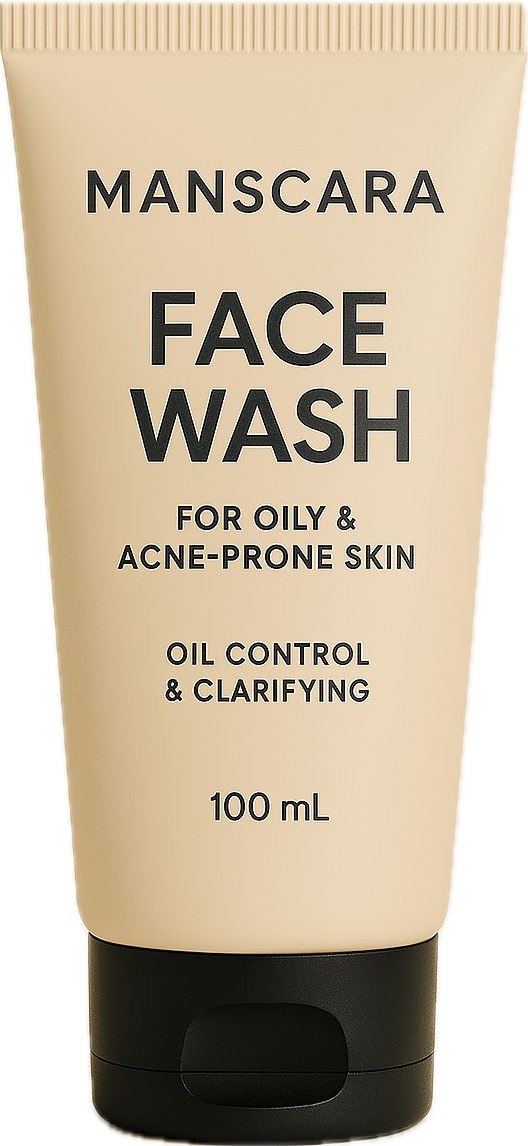 MANSCARA
FACE
WASH
FOR OILY &
ACNE-PRONE SKIN
OIL CONTROL
& CLARIFYING
100 mL